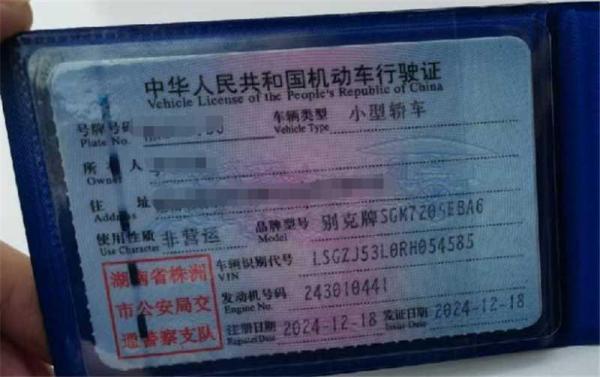 中华人民共和国机动车行驶证
Vehicle License of the People's Republic of China
号牌号码 车辆类型 小型轿车
Plate No. Vehicle Type
所有人
Owner
住址
Address
使用性质 非营运 品牌型号 别克牌SGM7205EBA6
Use Character Model
车辆识别代号 LSGZJ53L0RH054585
VIN
湖南省株洲
市公安局交
通警察支队
发动机号码 243010441
Engine No.
注册日期 2024-12-18 发证日期 2024-12-18
Register Date Issue Date